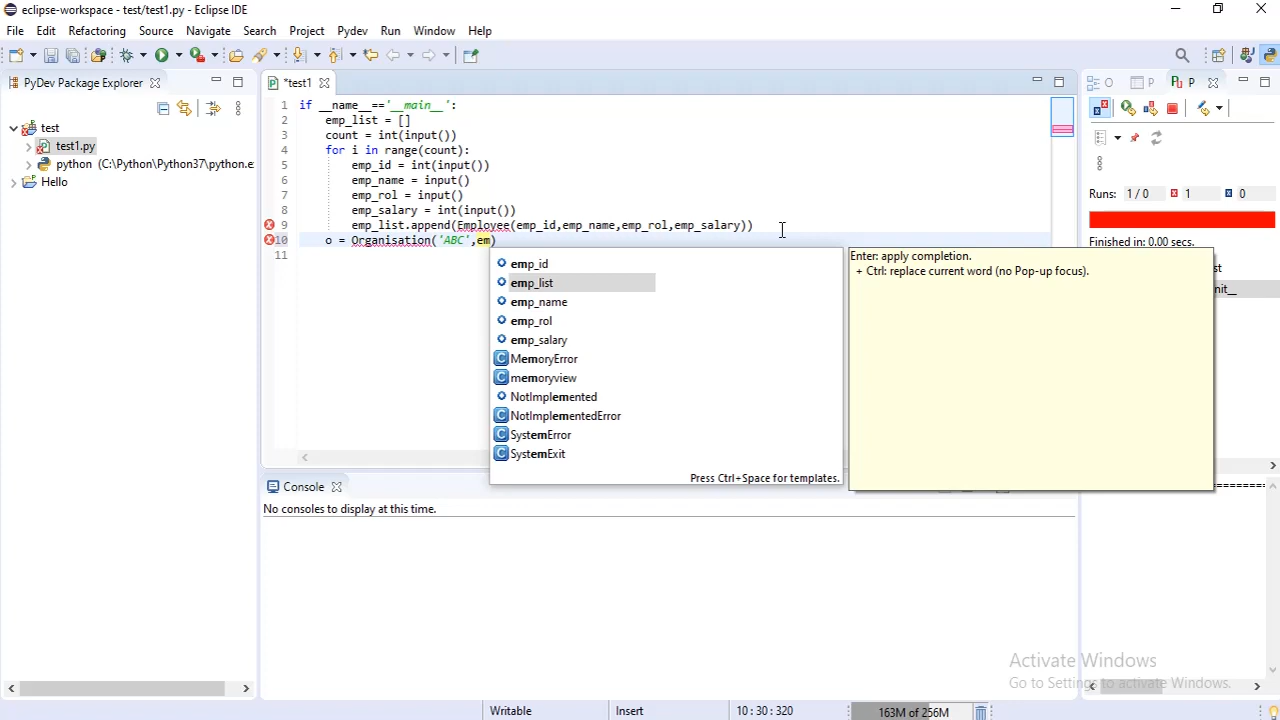 eclipse-workspace - test/test1.py - Eclipse IDE
File Edit Refactoring Source Navigate Search Project Pydev Run Window Help
PyDev Package Explorer
*test1
O P P
test
test1.py
python (C:\Python\Python37\python.e
Hello
1 if __name__=='__main__':
2 emp_list = []
3 count = int(input())
4 for i in range(count):
5 emp_id = int(input())
6 emp_name = input()
7 emp_rol = input()
8 emp_salary = int(input())
9 emp_list.append(Employee(emp_id,emp_name,emp_rol,emp_salary))
10 o = Organisation('ABC',em)
11
emp_id
emp_list
emp_name
emp_rol
emp_salary
MemoryError
memoryview
NotImplemented
NotImplementedError
SystemError
SystemExit
Press Ctrl+Space for templates.
Enter: apply completion.
+ Ctrl: replace current word (no Pop-up focus).
Runs: 1 / 0 1 0
Finished in: 0.00 secs.
st
nit__
========
Console
No consoles to display at this time.
Activate Windows
Go to Settings to activate Windows.
Writable Insert 10 : 30 : 320 163M of 256M